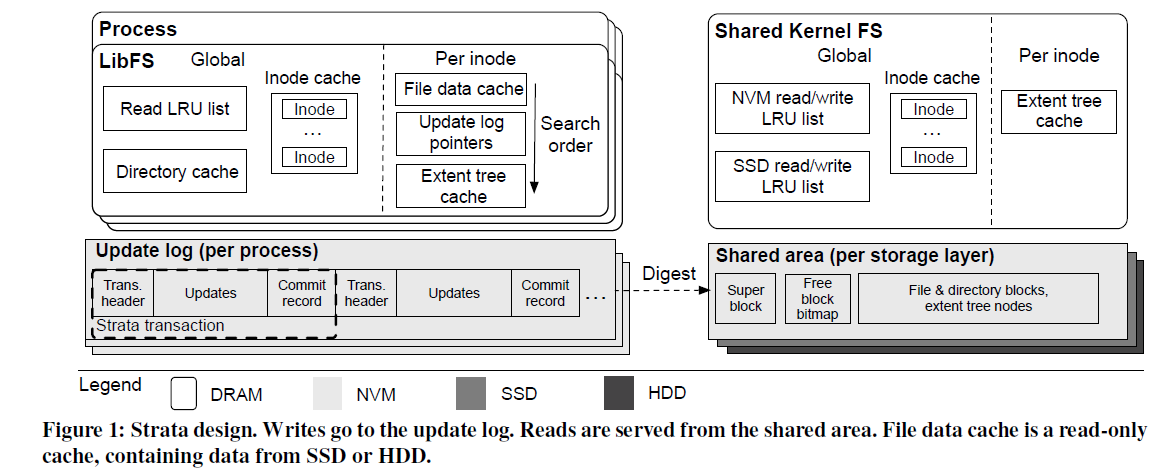 Process
LibFS
Global
Per inode
Read LRU list
Directory cache
Inode cache
Inode
...
Inode
File data cache
Update log
pointers
Extent tree
cache
Search
order
Shared Kernel FS
Global
Per inode
NVM read/write
LRU list
SSD read/write
LRU list
Inode cache
Inode
...
Inode
Extent tree
cache
Update log (per process)
Trans.
header
Updates
Commit
record
Trans.
header
Updates
Commit
record
...
Strata transaction
Digest
Shared area (per storage layer)
Super
block
Free
block
bitmap
File & directory blocks,
extent tree nodes
Legend
DRAM
NVM
SSD
HDD
Figure 1: Strata design. Writes go to the update log. Reads are served from the shared area. File data cache is a read-only
cache, containing data from SSD or HDD.